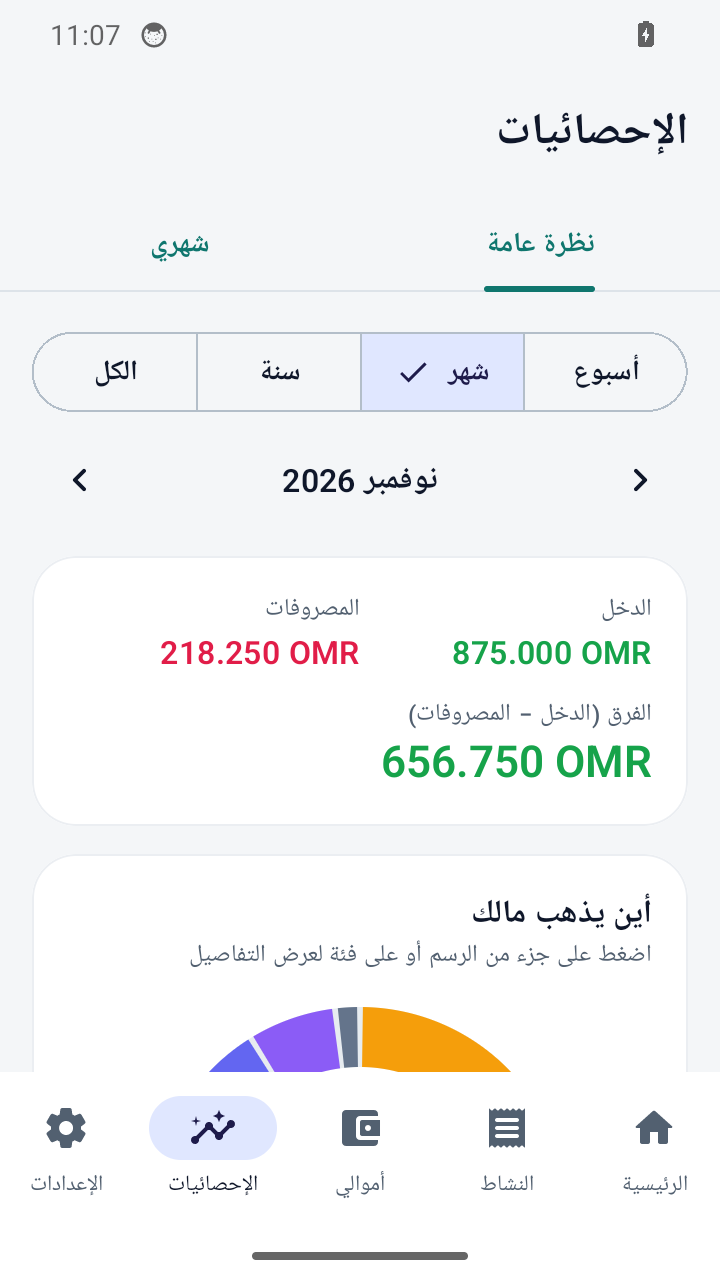 11:07
الإحصائيات
نظرة عامة
شهري
أسبوع
شهر
سنة
الكل
نوفمبر 2026
الدخل
المصروفات
875.000 OMR
218.250 OMR
الفرق (الدخل − المصروفات)
656.750 OMR
أين يذهب مالك
اضغط على جزء من الرسم أو على فئة لعرض التفاصيل
الرئيسية
النشاط
أموالي
الإحصائيات
الإعدادات